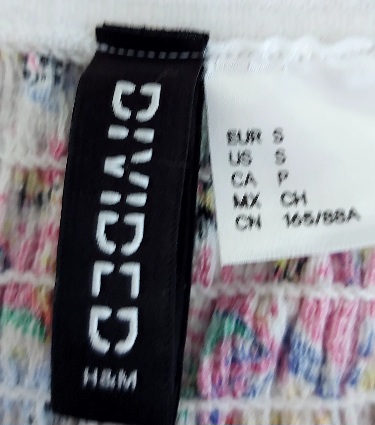 DIVIDED
H&M
EUR S
US S
CA P
MX CH
CN 165/88A